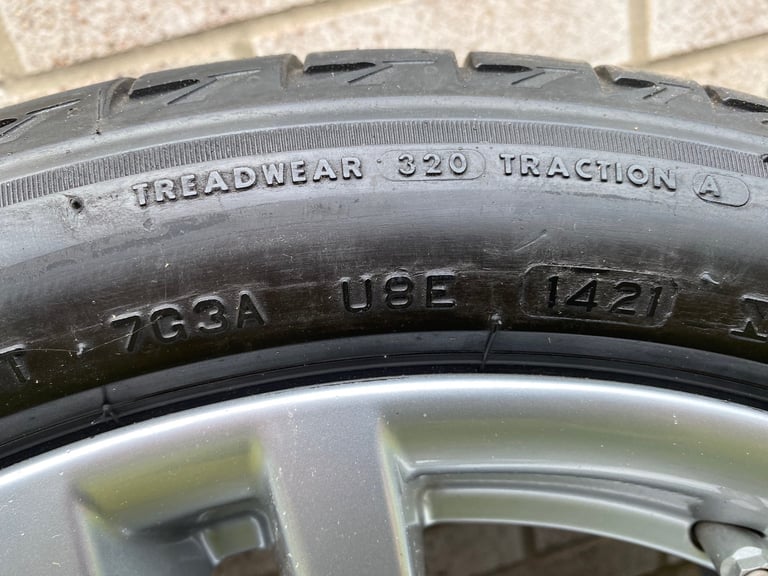 TREADWEAR 320 TRACTION A
T 7G3A U8E 1421